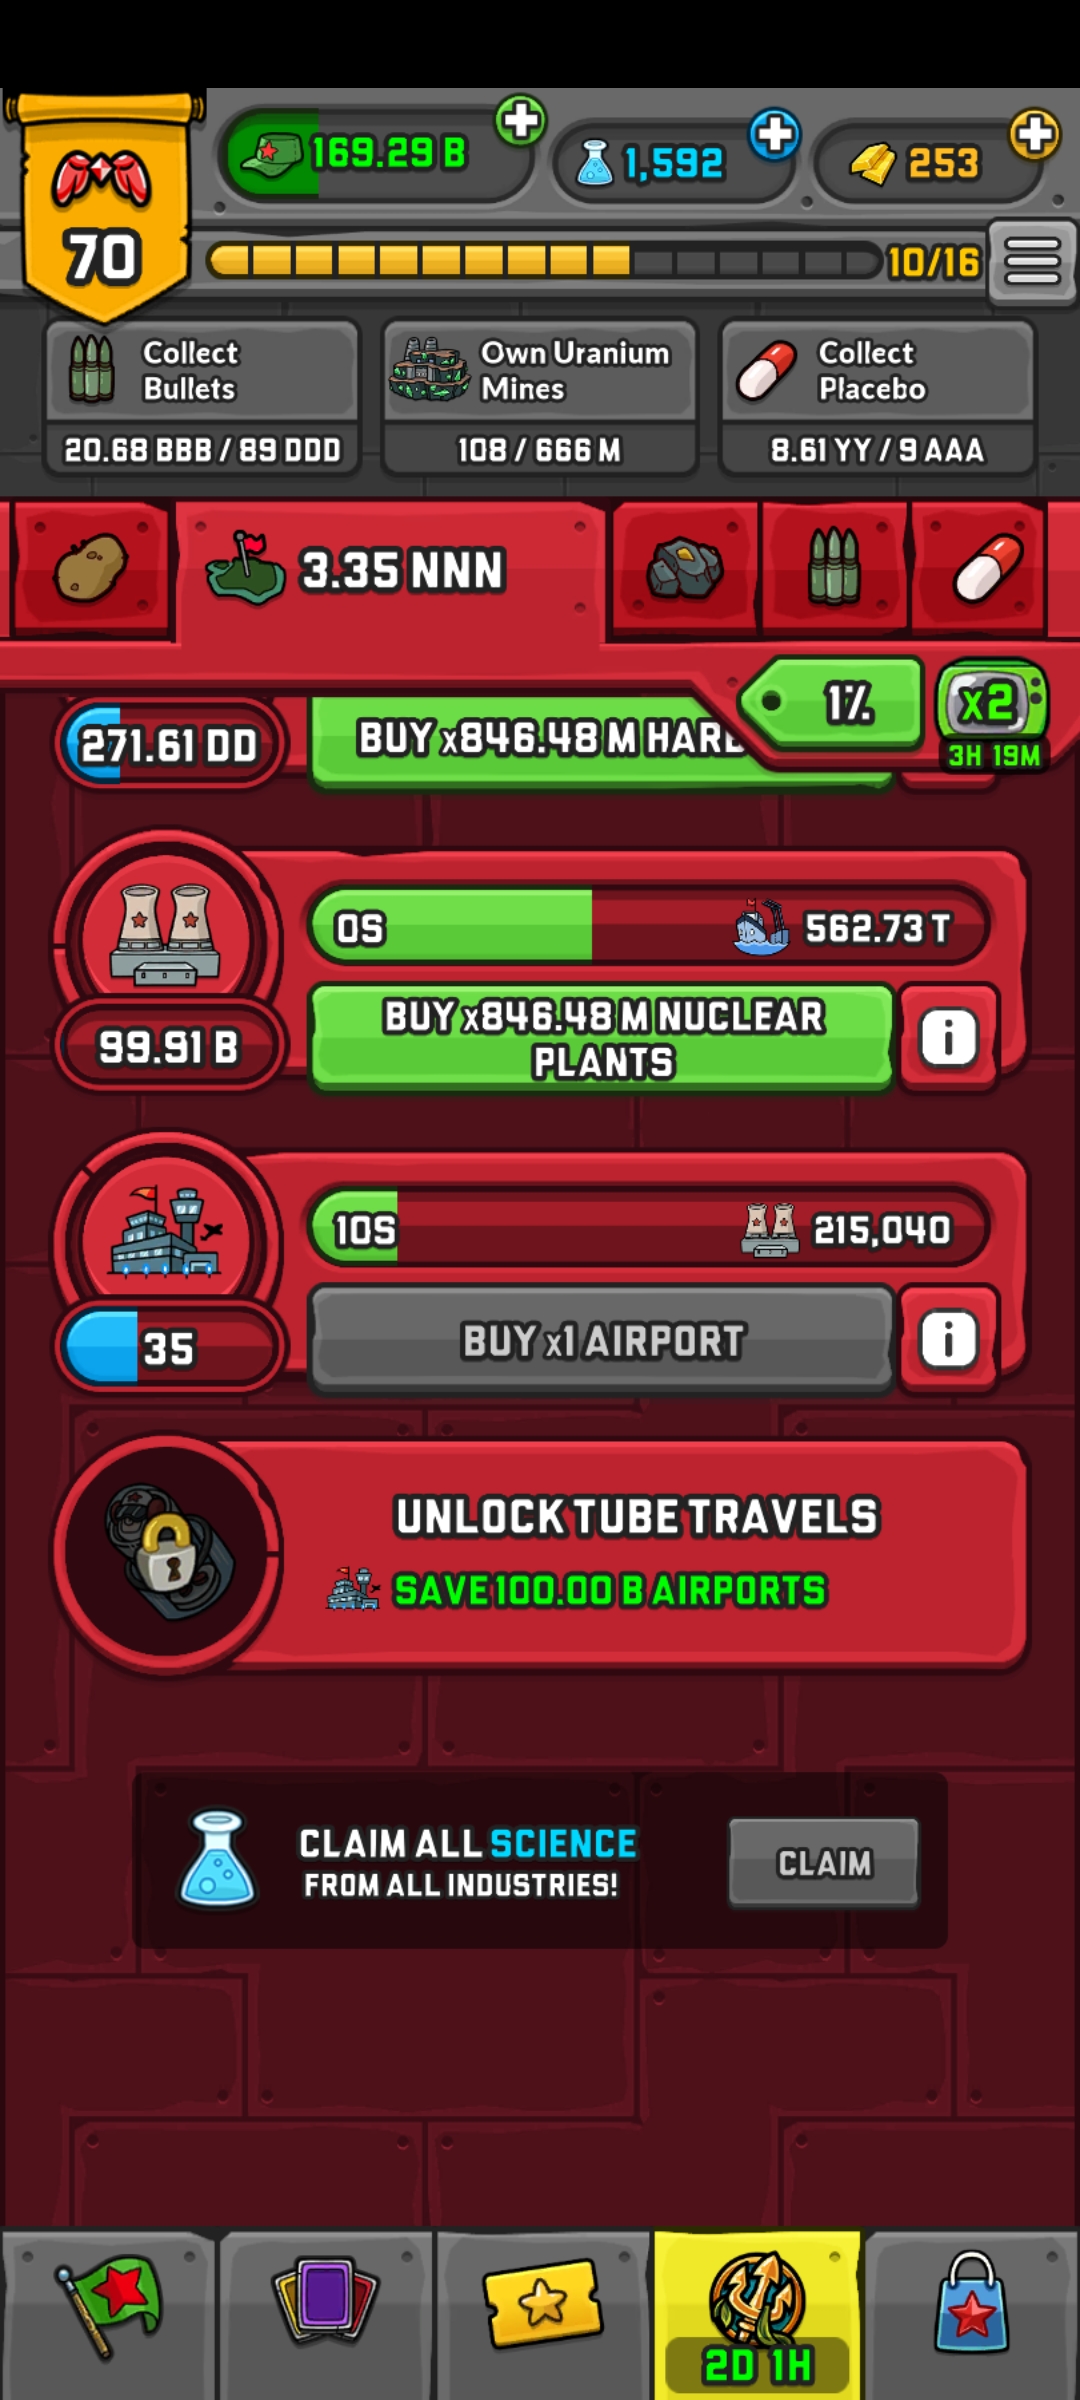 169.29 B
1,592
253
70
10/16
Collect
Bullets
20.68 BBB / 89 DDD
Own Uranium
Mines
108 / 666 M
Collect
Placebo
8.61 YY / 9 AAA
3.35 NNN
1%
x2
3H 19M
271.61 DD
BUY x846.48 M HARB
0S
562.73 T
99.91 B
BUY x846.48 M NUCLEAR
PLANTS
i
10S
215,040
35
BUY x1 AIRPORT
i
UNLOCK TUBE TRAVELS
SAVE 100.00 B AIRPORTS
CLAIM ALL SCIENCE
FROM ALL INDUSTRIES!
CLAIM
2D 1H